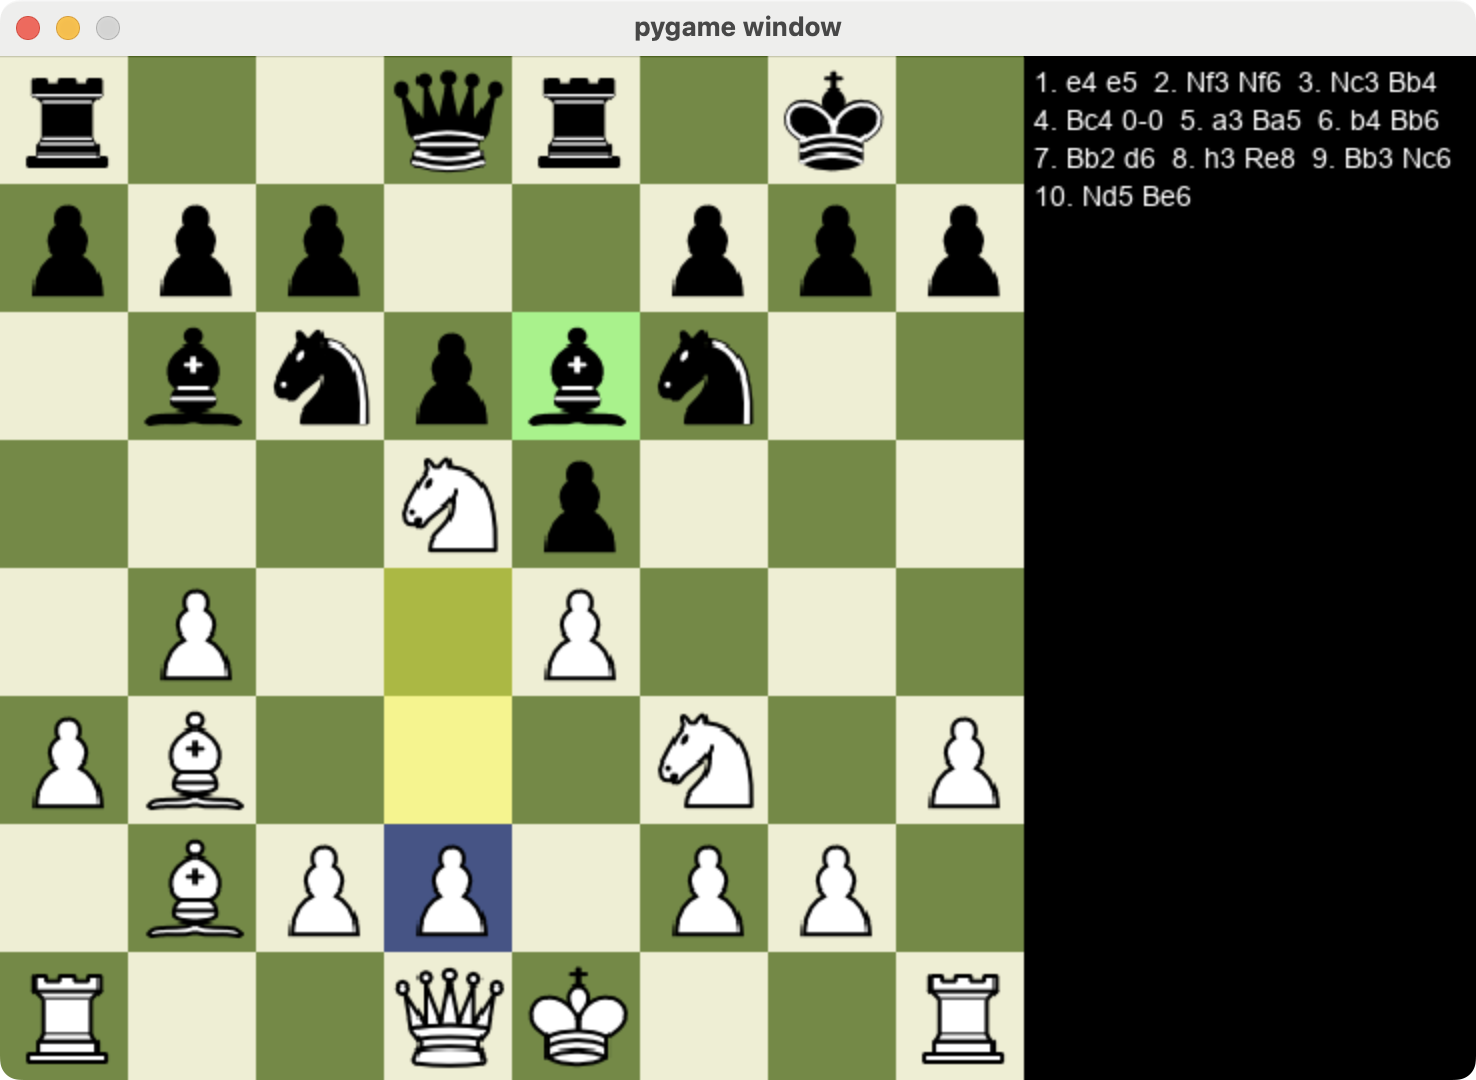 pygame window
1. e4 e5 2. Nf3 Nf6 3. Nc3 Bb4
4. Bc4 0-0 5. a3 Ba5 6. b4 Bb6
7. Bb2 d6 8. h3 Re8 9. Bb3 Nc6
10. Nd5 Be6